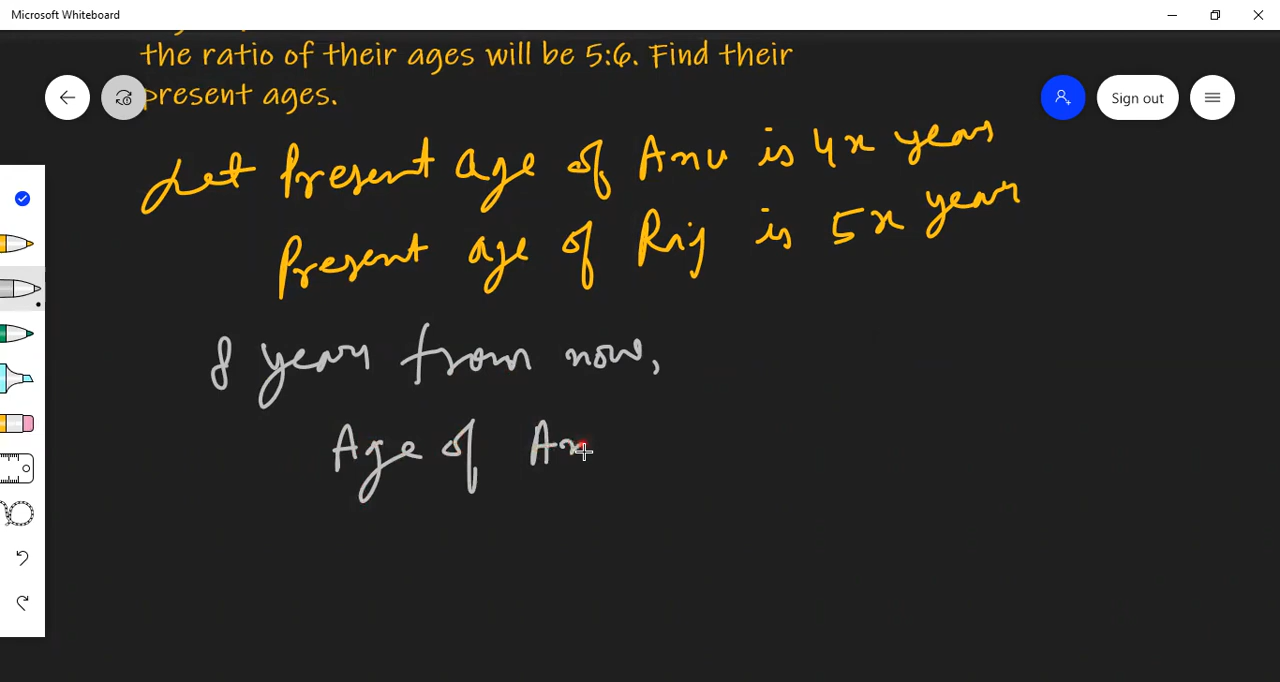 Microsoft Whiteboard
the ratio of their ages will be 5:6. Find their
present ages.
Sign out
Let Present age of Anu is 4x years
Present age of Raj is 5x year
8 years from now,
Age of An